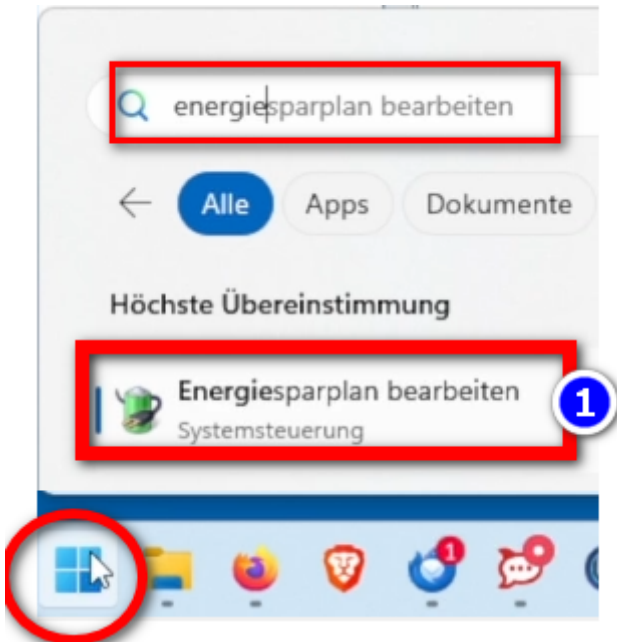 energiesparplan bearbeiten
Alle Apps Dokumente
Höchste Übereinstimmung
Energiesparplan bearbeiten
Systemsteuerung
1
1